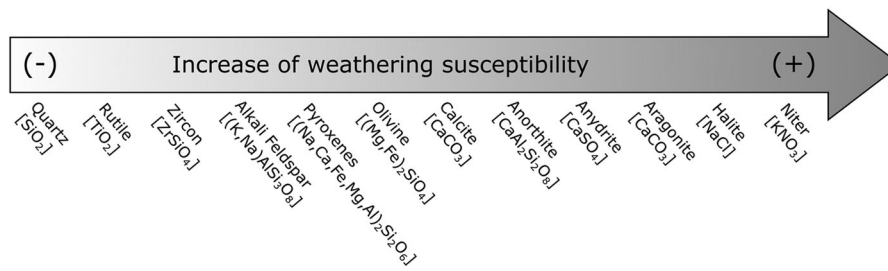 (-) Increase of weathering susceptibility (+)
Quartz
[SiO₂]
Rutile
[TiO₂]
Zircon
[ZrSiO₄]
Alkali Feldspar
[(K,Na)AlSi₃O₈]
Pyroxenes
[(Na,Ca,Fe,Mg,Al)₂Si₂O₆]
Olivine
[(Mg,Fe)₂SiO₄]
Calcite
[CaCO₃]
Anorthite
[CaAl₂Si₂O₈]
Anydrite
[CaSO₄]
Aragonite
[CaCO₃]
Halite
[NaCl]
Niter
[KNO₃]